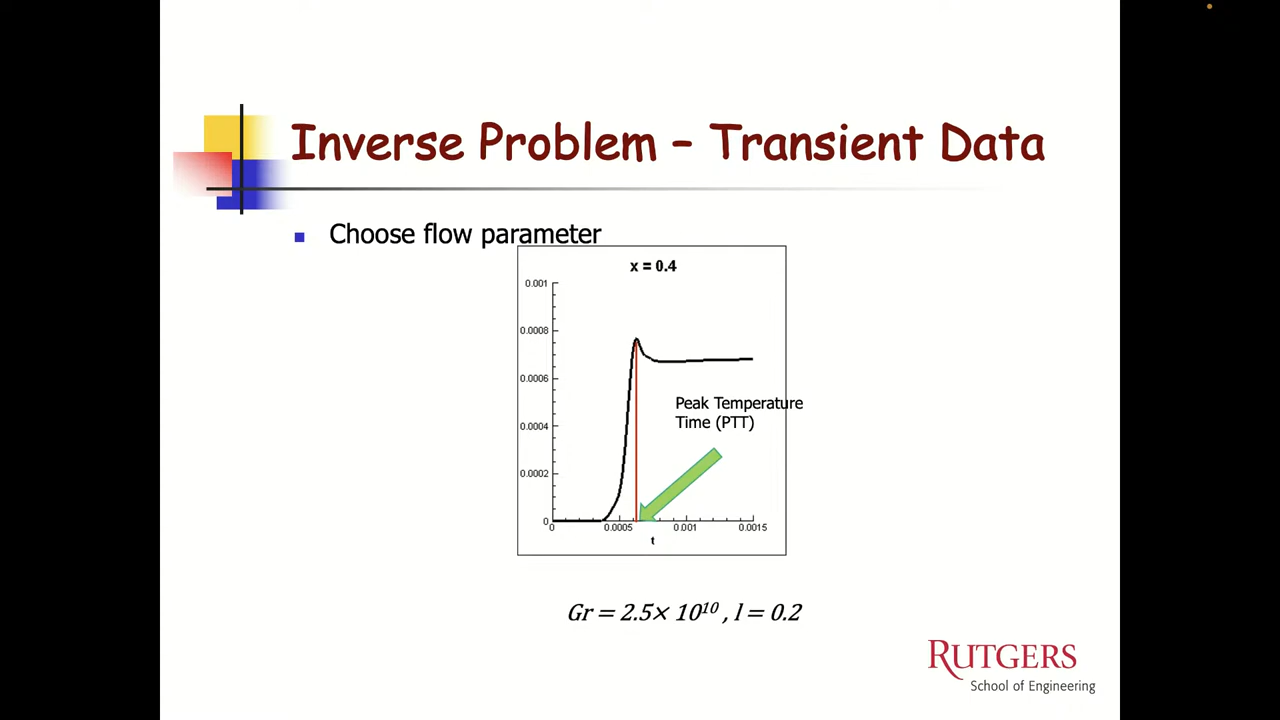 Inverse Problem – Transient Data
Choose flow parameter
x = 0.4
0.001
0.0008
0.0006
0.0004
0.0002
0
0
0.0005
0.001
0.0015
t
Peak Temperature
Time (PTT)
Gr = 2.5× 10¹⁰ , l = 0.2
RUTGERS
School of Engineering